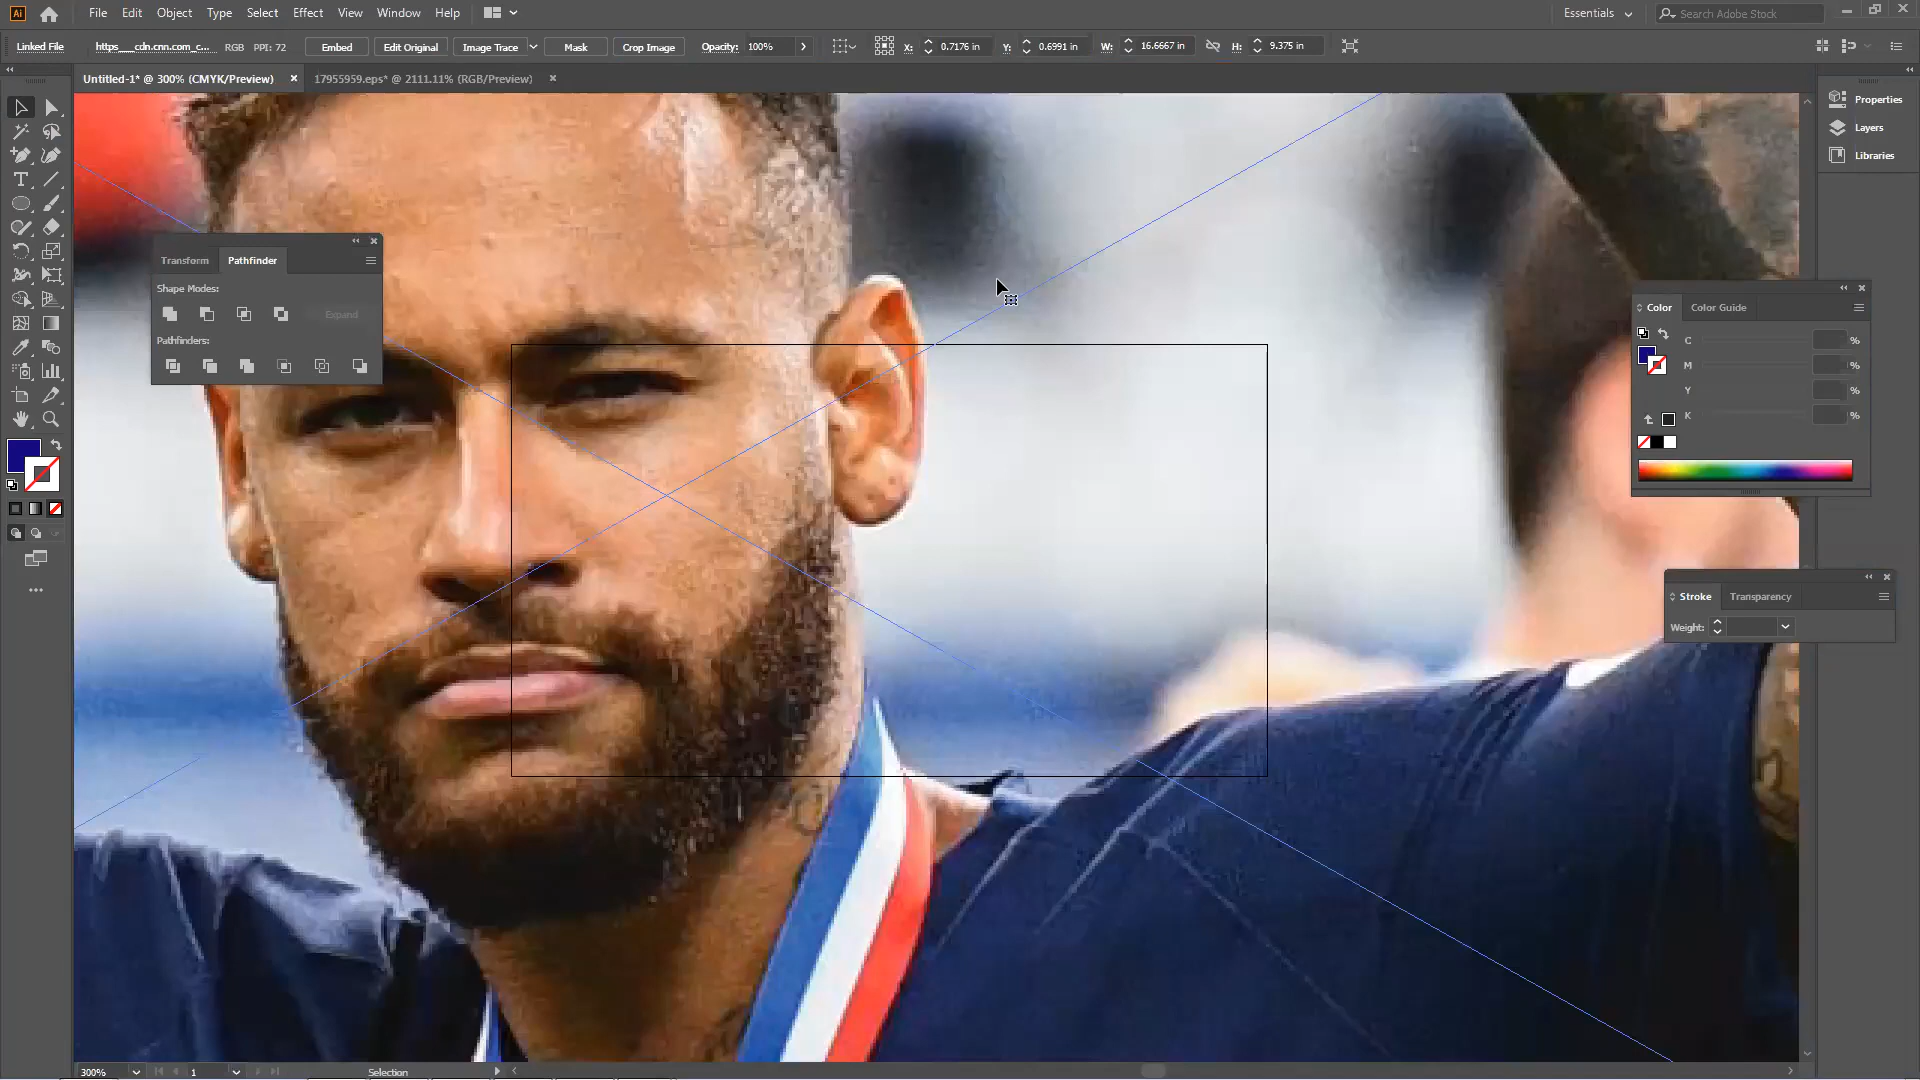 Ai File Edit Object Type Select Effect View Window Help Essentials Search Adobe Stock
Linked File https___cdn.cnn.com_c... RGB PPI: 72 Embed Edit Original Image Trace Mask Crop Image Opacity: 100% X: 0.7176 in Y: 0.6991 in W: 16.6667 in H: 9.375 in
Untitled-1* @ 300% (CMYK/Preview) × 17955959.eps* @ 2111.11% (RGB/Preview) ×
Properties
Layers
Libraries
Transform Pathfinder
Shape Modes:
Expand
Pathfinders:
Color Color Guide
C %
M %
Y %
K %
Stroke Transparency
Weight:
300% 1 Selection